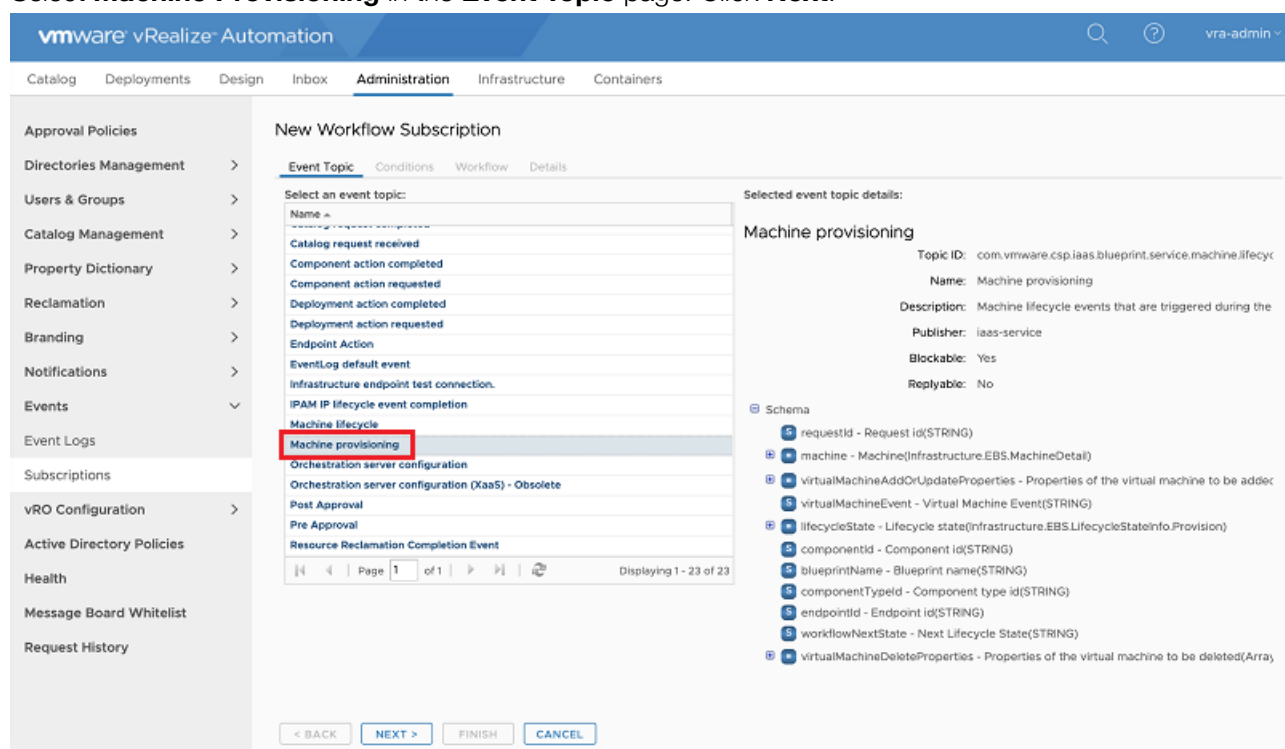 Select Machine Provisioning in the Event Topic page. Click Next.
vmware vRealize Automation
vra-admin
Catalog Deployments Design Inbox Administration Infrastructure Containers
Approval Policies
Directories Management
Users & Groups
Catalog Management
Property Dictionary
Reclamation
Branding
Notifications
Events
Event Logs
Subscriptions
vRO Configuration
Active Directory Policies
Health
Message Board Whitelist
Request History
New Workflow Subscription
Event Topic Conditions Workflow Details
Select an event topic:
Name
Catalog request completed
Catalog request received
Component action completed
Component action requested
Deployment action completed
Deployment action requested
Endpoint Action
EventLog default event
Infrastructure endpoint test connection.
IPAM IP lifecycle event completion
Machine lifecycle
Machine provisioning
Orchestration server configuration
Orchestration server configuration (XaaS) - Obsolete
Post Approval
Pre Approval
Resource Reclamation Completion Event
Page 1 of 1 Displaying 1 - 23 of 23
Selected event topic details:
Machine provisioning
Topic ID: com.vmware.csp.iaas.blueprint.service.machine.lifecyc
Name: Machine provisioning
Description: Machine lifecycle events that are triggered during the
Publisher: iaas-service
Blockable: Yes
Replyable: No
Schema
requestId - Request id(STRING)
machine - Machine(Infrastructure.EBS.MachineDetail)
virtualMachineAddOrUpdateProperties - Properties of the virtual machine to be addec
virtualMachineEvent - Virtual Machine Event(STRING)
lifecycleState - Lifecycle state(Infrastructure.EBS.LifecycleStateInfo.Provision)
componentId - Component id(STRING)
blueprintName - Blueprint name(STRING)
componentTypeId - Component type id(STRING)
endpointId - Endpoint id(STRING)
workflowNextState - Next Lifecycle State(STRING)
virtualMachineDeleteProperties - Properties of the virtual machine to be deleted(Array
< BACK NEXT > FINISH CANCEL